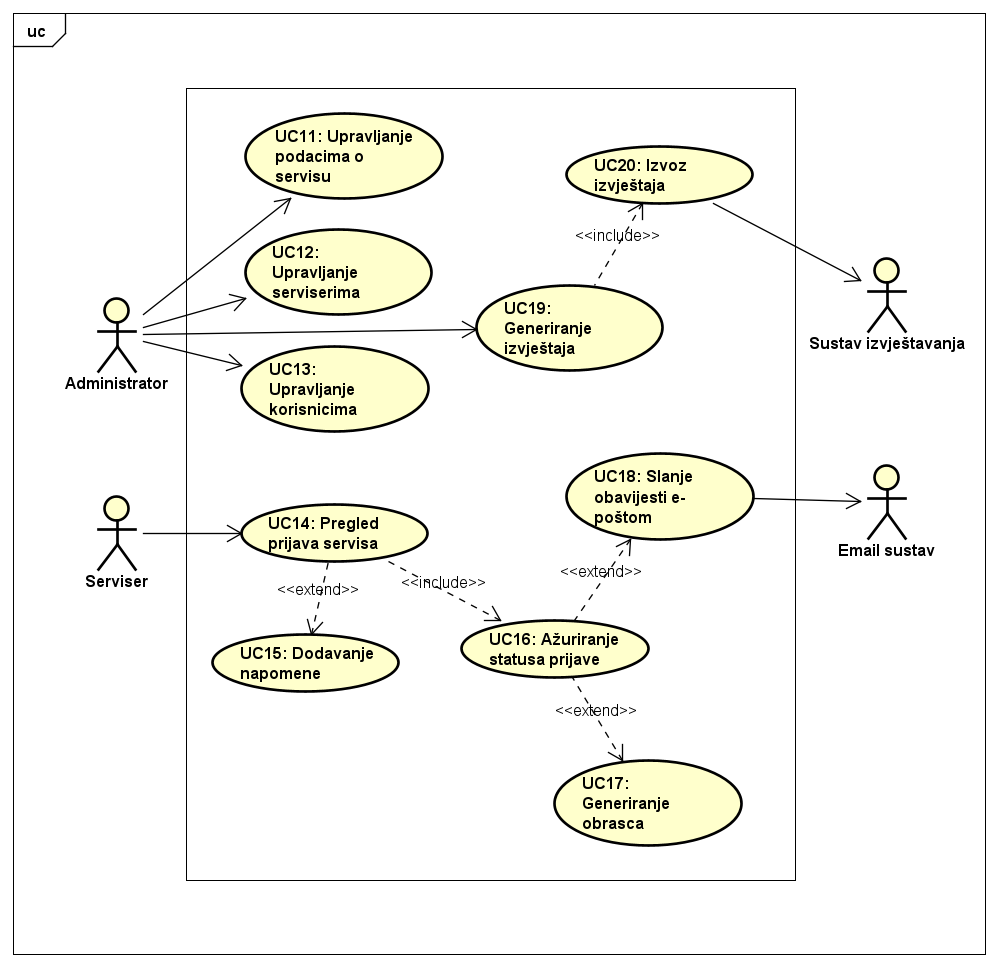 uc
UC11: Upravljanje
podacima o
servisu
UC20: Izvoz
izvještaja
<<include>>
UC12:
Upravljanje
serviserima
UC19:
Generiranje
izvještaja
Sustav izvještavanja
Administrator
UC13:
Upravljanje
korisnicima
UC18: Slanje
obavijesti e-
poštom
Email sustav
UC14: Pregled
prijava servisa
Serviser
<<extend>>
<<include>>
<<extend>>
UC15: Dodavanje
napomene
UC16: Ažuriranje
statusa prijave
<<extend>>
UC17:
Generiranje
obrasca